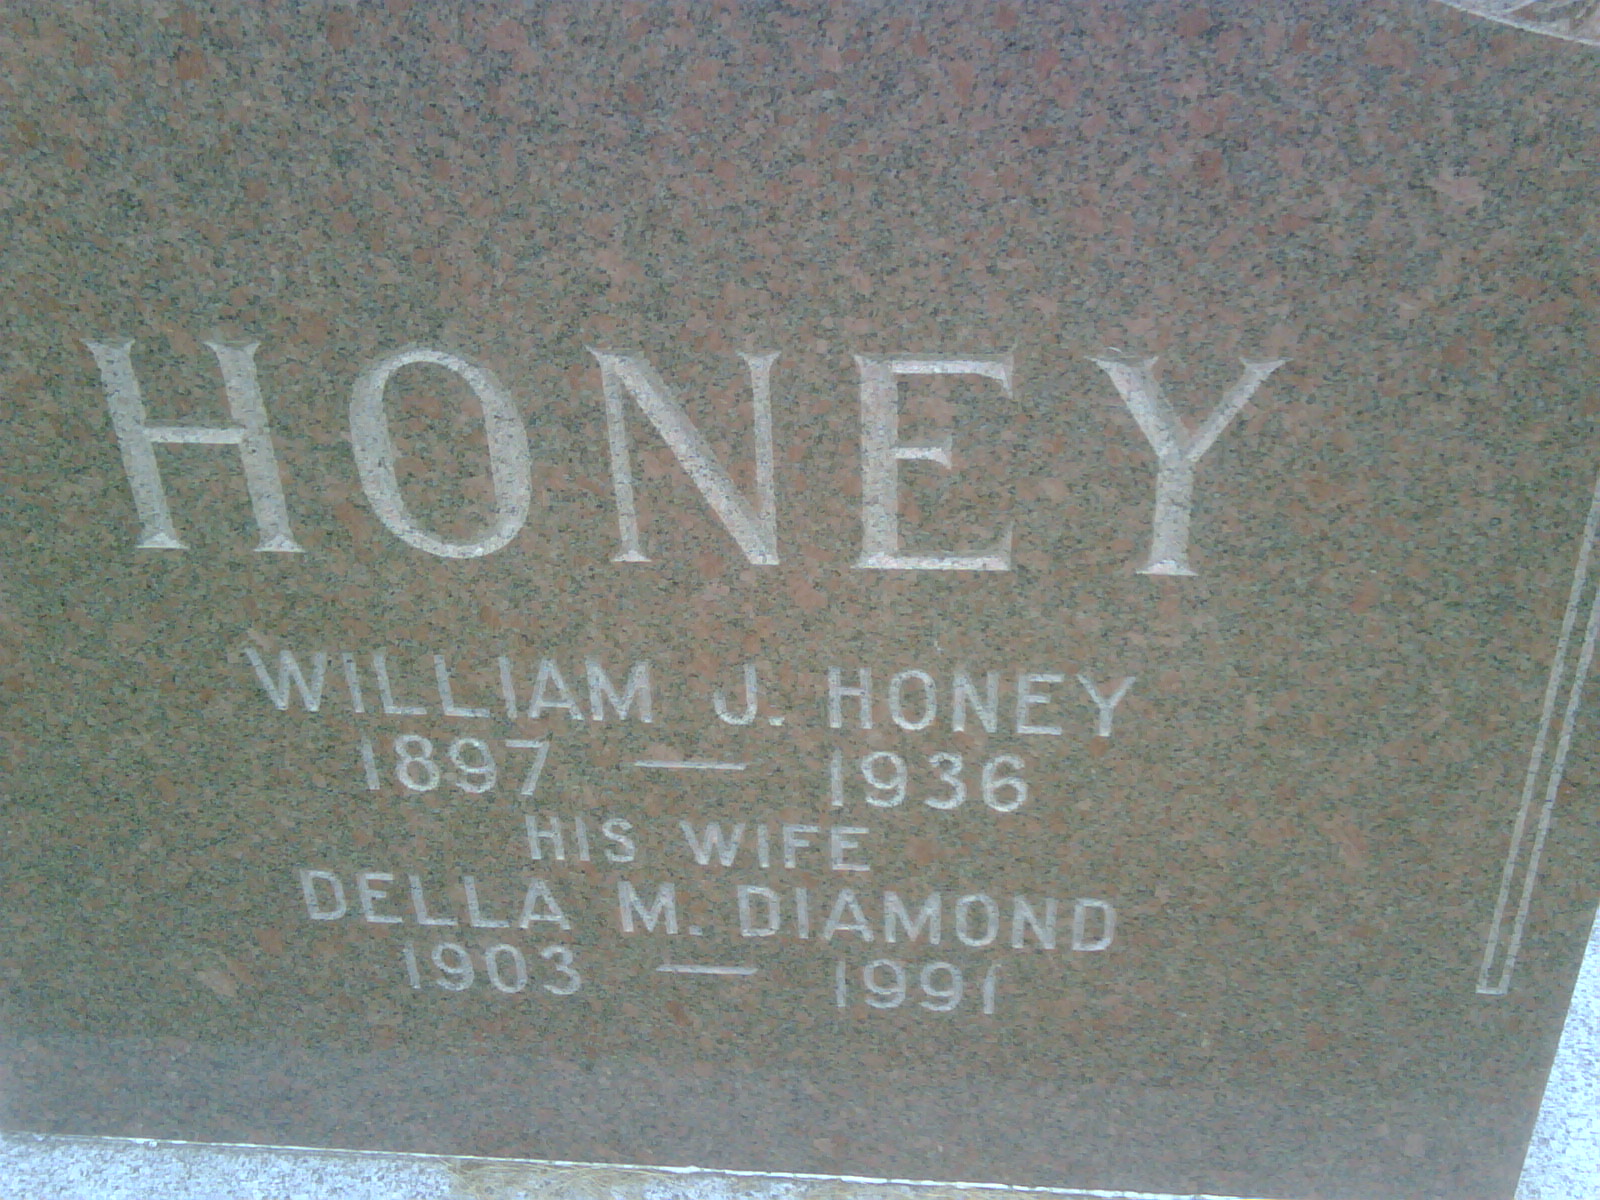 HONEY
WILLIAM J. HONEY
1897 — 1936
HIS WIFE
DELLA M. DIAMOND
1903 — 1991